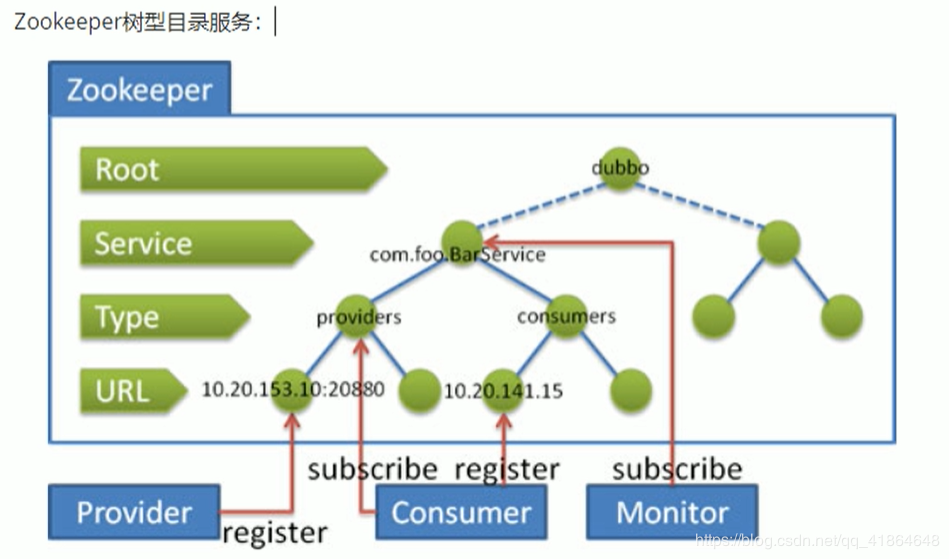 Zookeeper树型目录服务：
Zookeeper
Root
dubbo
Service
com.foo.BarService
Type
providers
consumers
URL
10.20.153.10:20880
10.20.141.15
subscribe
register
subscribe
Provider
register
Consumer
Monitor
https://blog.csdn.net/qq_41864648